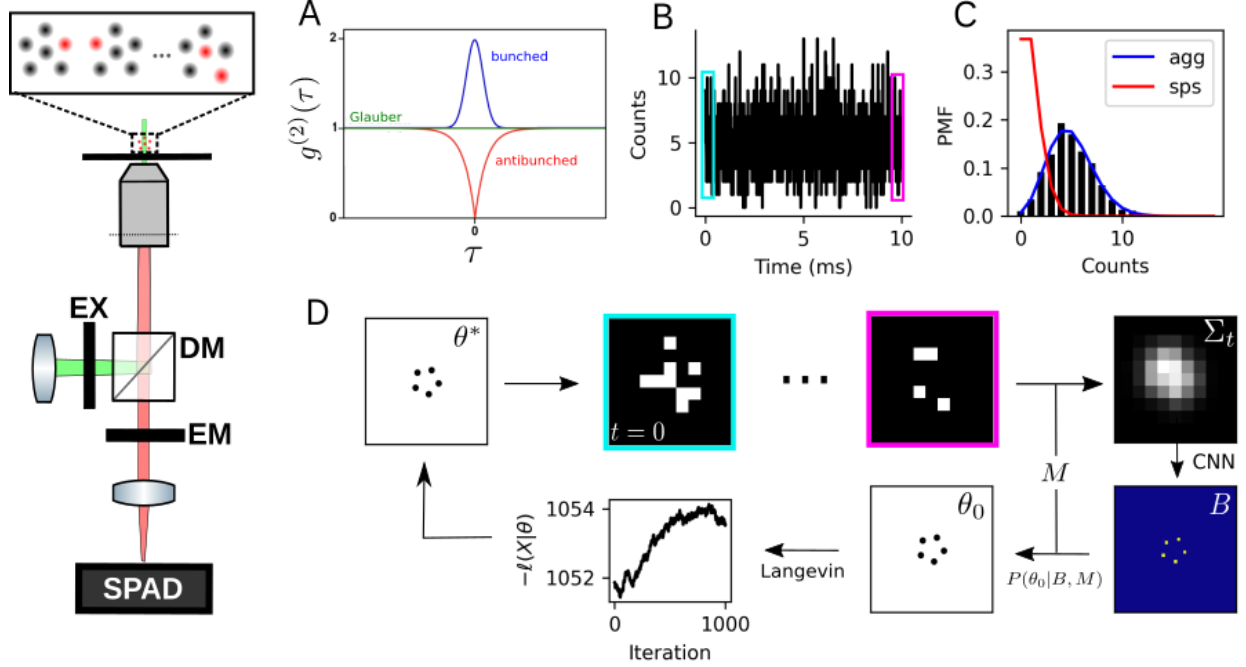 EX
DM
EM
SPAD
A
g^{(2)}(τ)
2
1
0
bunched
Glauber
antibunched
0
τ
B
Counts
10
5
0
0
5
10
Time (ms)
C
PMF
0.3
0.2
0.1
0.0
agg
sps
0
10
Counts
D
θ*
t = 0
...
Σ_t
CNN
M
B
P(θ_0|B, M)
θ_0
Langevin
-ℓ(X|θ)
1054
1052
0
1000
Iteration